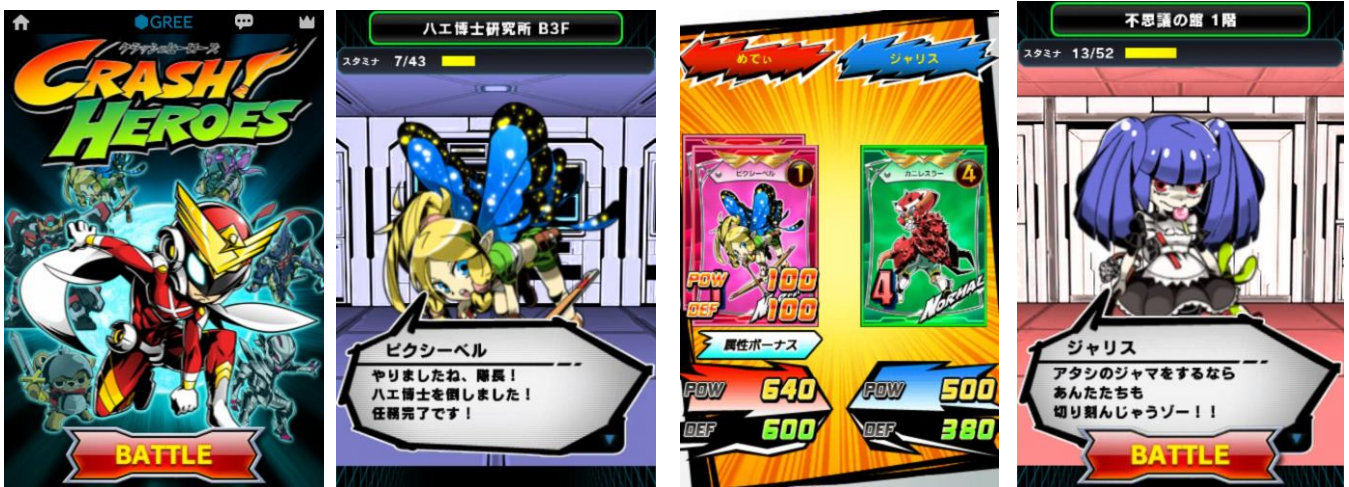 GREE
クラッシュヒーローズ
CRASH!
HEROES
BATTLE
ハエ博士研究所 B3F
スタミナ 7/43
ピクシーベル
やりましたね、隊長！
ハエ博士を倒しました！
任務完了です！
めでぃ
ジャリス
ピクシーベル 1
POW 100
DEF 100
カニレスラー 4
4
NORMAL
属性ボーナス
POW 640
DEF 600
POW 500
DEF 380
不思議の館 1階
スタミナ 13/52
ジャリス
アタシのジャマをするなら
あんたたちも
切り刻んじゃうゾー！！
BATTLE